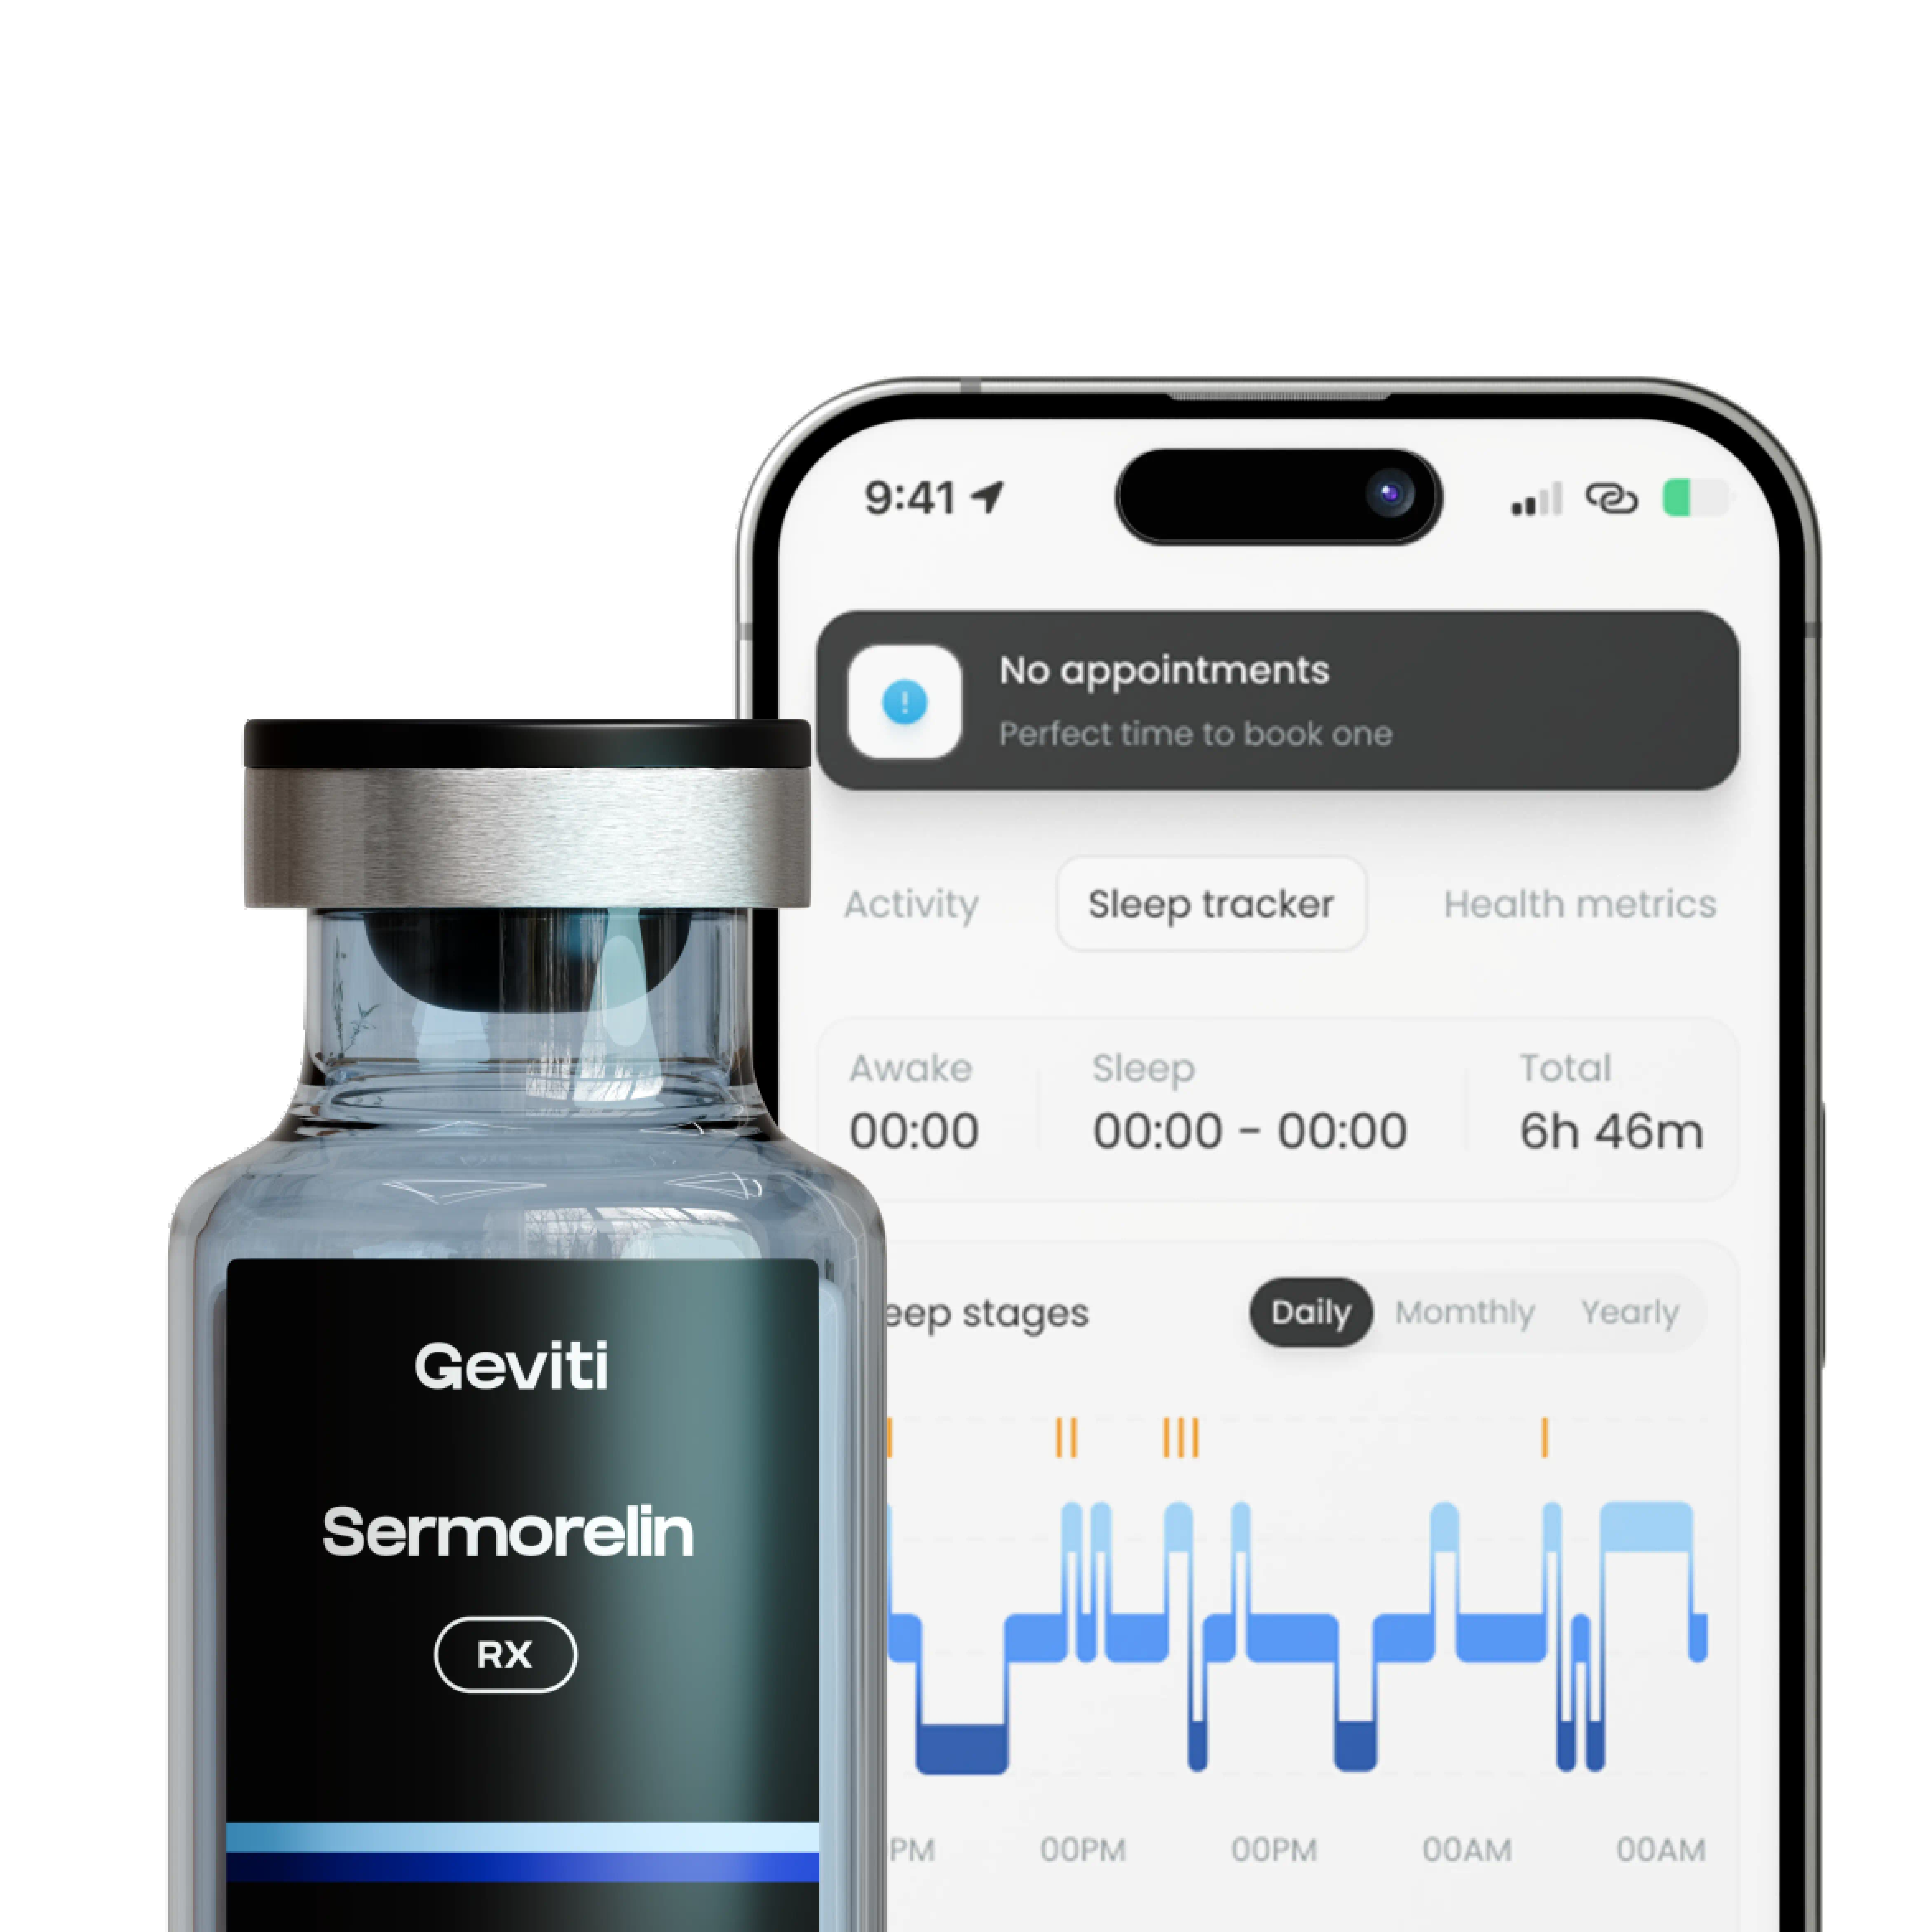 9:41
No appointments
Perfect time to book one
Activity Sleep tracker Health metrics
Awake Sleep Total
00:00 00:00 - 00:00 6h 46m
eep stages Daily Momthly Yearly
PM 00PM 00PM 00AM 00AM
Geviti
Sermorelin
RX